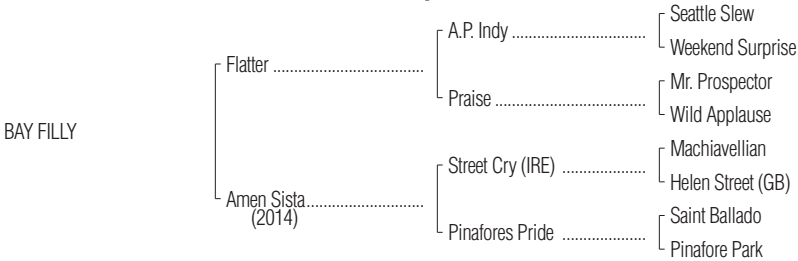 Seattle Slew
A.P. Indy ..................................
Weekend Surprise
Flatter ......................................
Mr. Prospector
Praise ......................................
Wild Applause
BAY FILLY
Machiavellian
Street Cry (IRE) .....................
Helen Street (GB)
Amen Sista..............................
(2014)
Saint Ballado
Pinafores Pride .....................
Pinafore Park